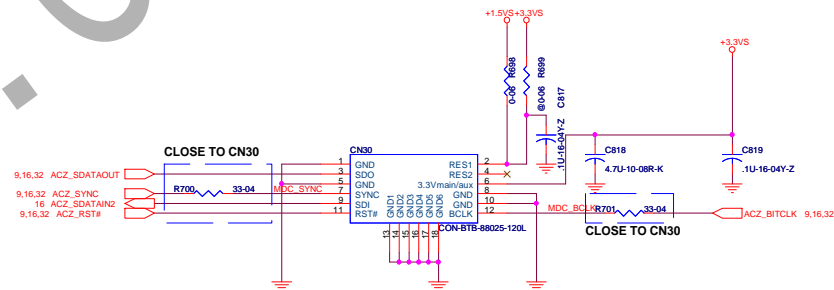 +1.5VS +3.3VS
+3.3VS
R698
0-06
R699
@0-06
C817
.1U-16-04Y-Z
CLOSE TO CN30
CN30
C818
4.7U-10-08R-K
C819
.1U-16-04Y-Z
9,16,32 ACZ_SDATAOUT
9,16,32 ACZ_SYNC
16 ACZ_SDATAIN2
9,16,32 ACZ_RST#
R700
33-04
MDC_SYNC
1 GND RES1 2
3 SDO RES2 4
5 GND 3.3Vmain/aux 6
7 SYNC GND 8
9 SDI GND 10
11 RST# BCLK 12
GND1 GND2 GND3 GND4 GND5 GND6
13 14 15 16 17 18
CON-BTB-88025-120L
MDC_BCLK
R701
33-04
ACZ_BITCLK 9,16,32
CLOSE TO CN30